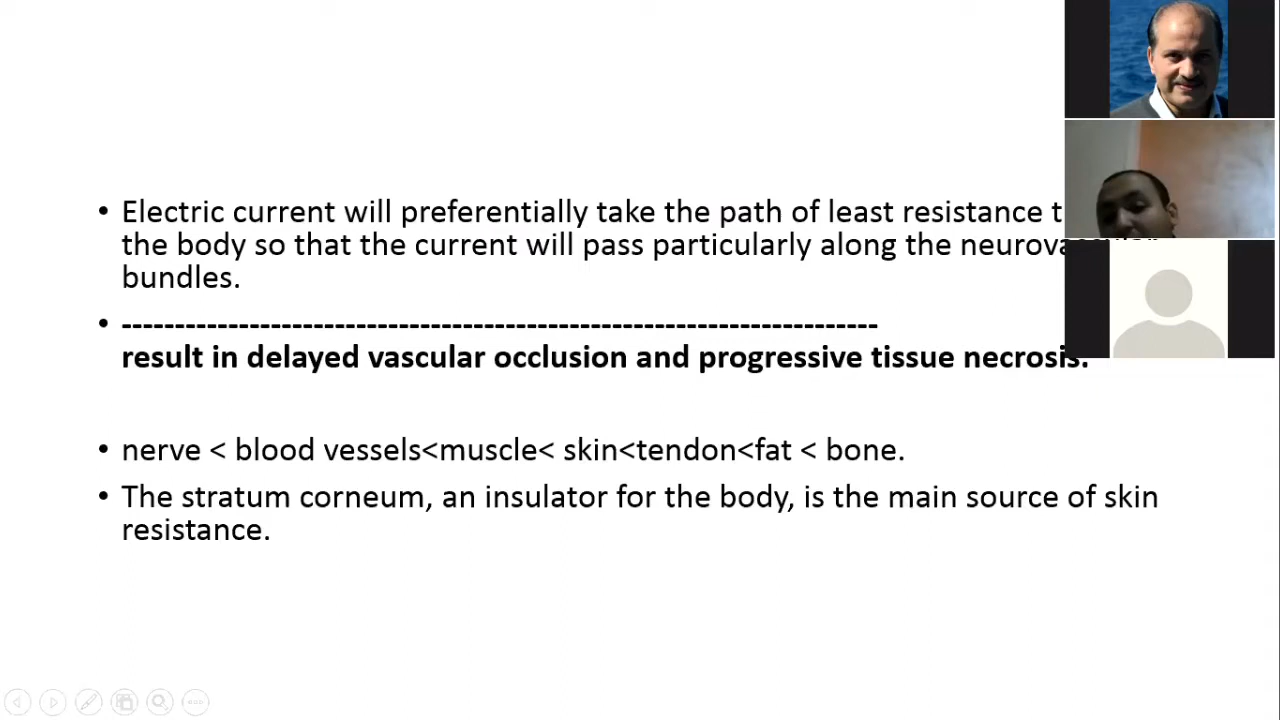 • Electric current will preferentially take the path of least resistance
the body so that the current will pass particularly along the
bundles.
• ------------------------------------------------------------------------
result in delayed vascular occlusion and progressive tissue necrosis.
• nerve < blood vessels<muscle< skin<tendon<fat < bone.
• The stratum corneum, an insulator for the body, is the main source of skin
resistance.